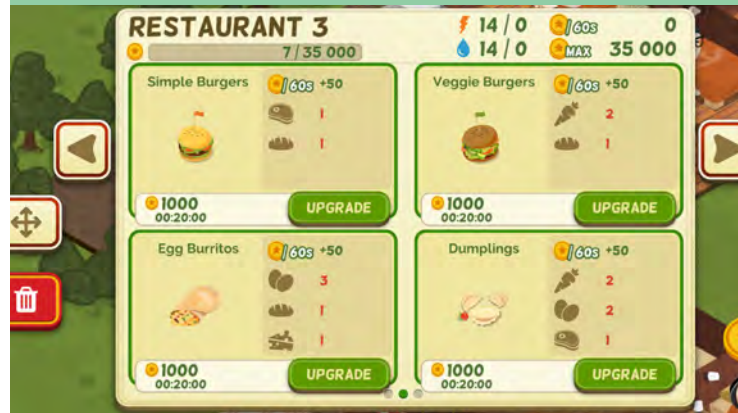 RESTAURANT 3
14 / 0
/60s 0
7 / 35 000
14 / 0
MAX 35 000
Simple Burgers
/60s +50
1
1
1000
00:20:00
UPGRADE
Veggie Burgers
/60s +50
2
1
1000
00:20:00
UPGRADE
Egg Burritos
/60s +50
3
1
1
1000
00:20:00
UPGRADE
Dumplings
/60s +50
2
2
1
1000
00:20:00
UPGRADE